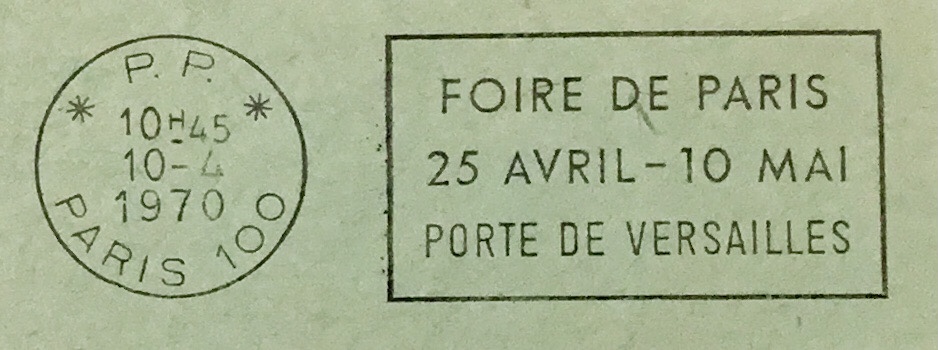 P. P.
* *
10H45
10-4
1970
PARIS 100
FOIRE DE PARIS
25 AVRIL-10 MAI
PORTE DE VERSAILLES